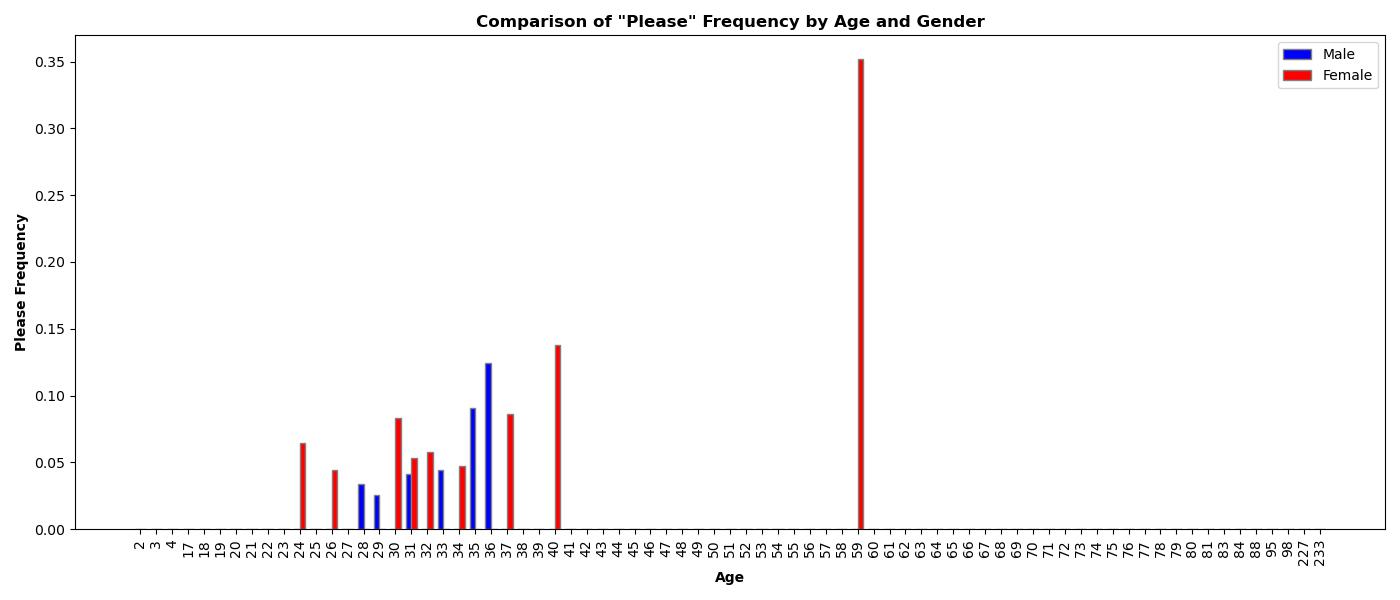 Comparison of "Please" Frequency by Age and Gender
Male
Female
Please Frequency
0.35
0.30
0.25
0.20
0.15
0.10
0.05
0.00
2 3 4 17 18 19 20 21 22 23 24 25 26 27 28 29 30 31 32 33 34 35 36 37 38 39 40 41 42 43 44 45 46 47 48 49 50 51 52 53 54 55 56 57 58 59 60 61 62 63 64 65 66 67 68 69 70 71 72 73 74 75 76 77 78 79 80 81 83 84 88 95 98 227 233
Age